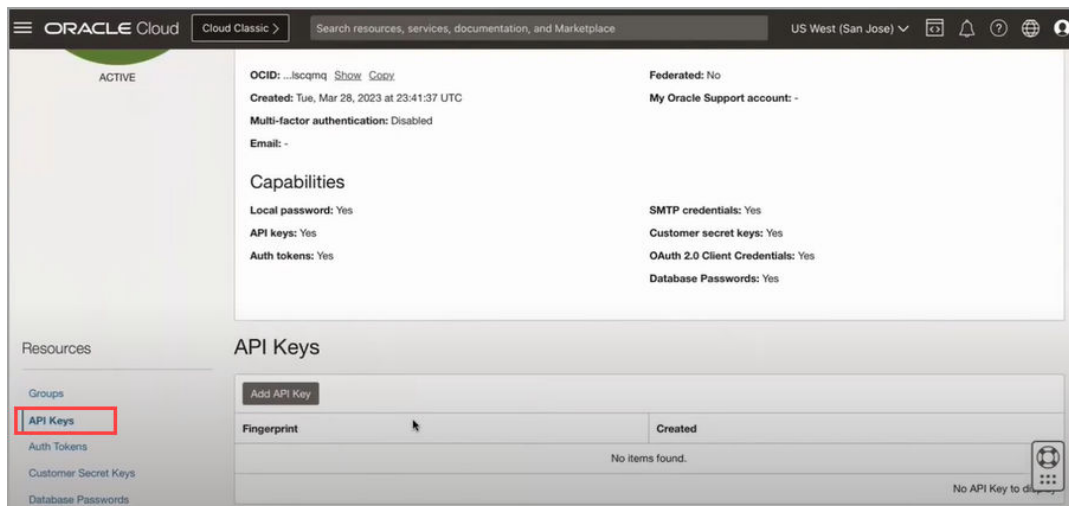 ORACLE Cloud
Cloud Classic >
Search resources, services, documentation, and Marketplace
US West (San Jose)
ACTIVE
OCID: ...lscqmq Show Copy
Federated: No
Created: Tue, Mar 28, 2023 at 23:41:37 UTC
My Oracle Support account: -
Multi-factor authentication: Disabled
Email: -
Capabilities
Local password: Yes
SMTP credentials: Yes
API keys: Yes
Customer secret keys: Yes
Auth tokens: Yes
OAuth 2.0 Client Credentials: Yes
Database Passwords: Yes
Resources
API Keys
Groups
Add API Key
API Keys
Fingerprint
Created
Auth Tokens
No items found.
Customer Secret Keys
No API Key to
Database Passwords